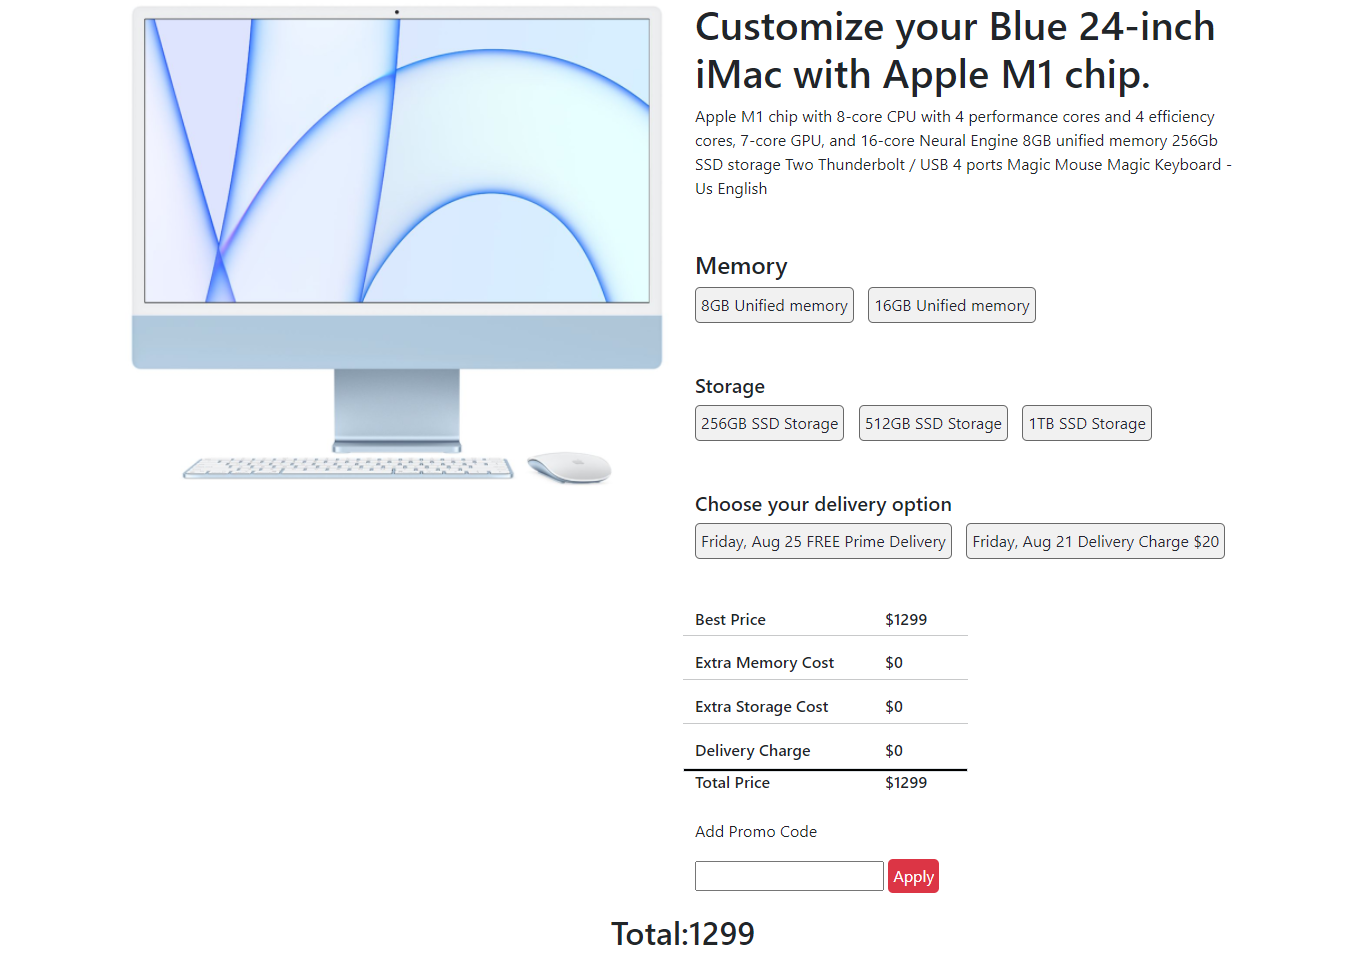 Customize your Blue 24-inch
iMac with Apple M1 chip.
Apple M1 chip with 8-core CPU with 4 performance cores and 4 efficiency
cores, 7-core GPU, and 16-core Neural Engine 8GB unified memory 256Gb
SSD storage Two Thunderbolt / USB 4 ports Magic Mouse Magic Keyboard -
Us English
Memory
8GB Unified memory 16GB Unified memory
Storage
256GB SSD Storage 512GB SSD Storage 1TB SSD Storage
Choose your delivery option
Friday, Aug 25 FREE Prime Delivery Friday, Aug 21 Delivery Charge $20
Best Price $1299
Extra Memory Cost $0
Extra Storage Cost $0
Delivery Charge $0
Total Price $1299
Add Promo Code
Apply
Total:1299